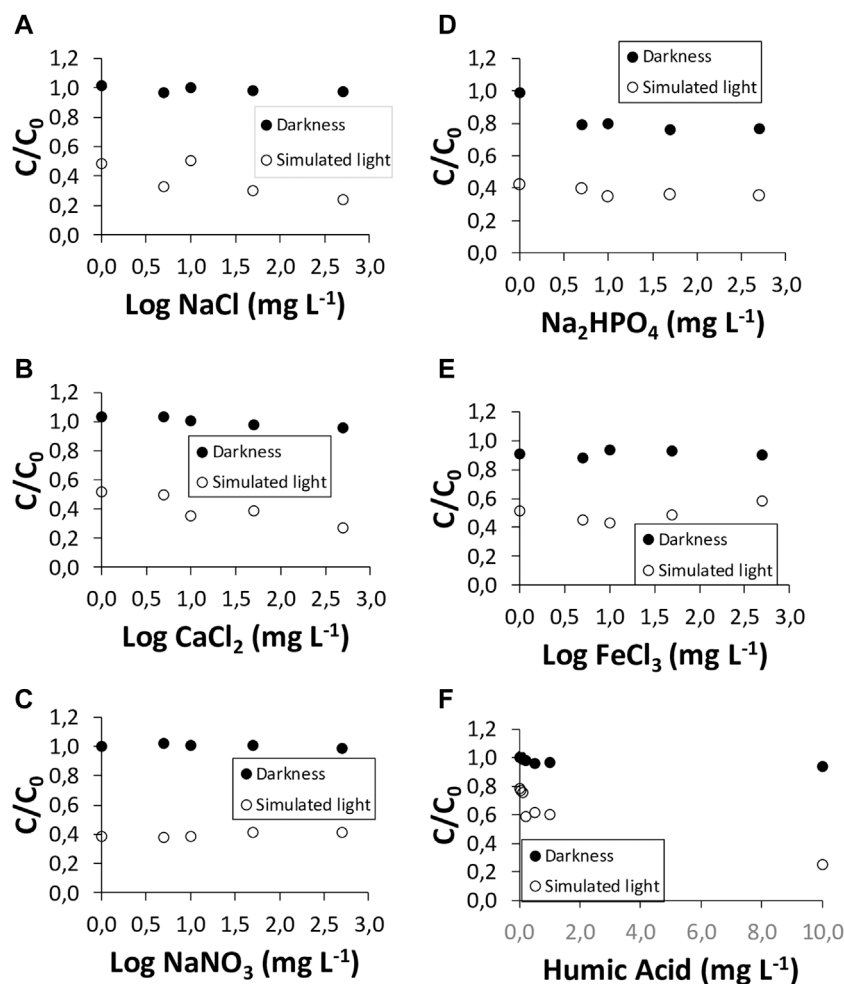 A
1,2
1,0
0,8
0,6
0,4
0,2
0,0
C/C0
Darkness
Simulated light
0,0 0,5 1,0 1,5 2,0 2,5 3,0
Log NaCl (mg L-1)
B
1,2
1,0
0,8
0,6
0,4
0,2
0,0
C/C0
Darkness
Simulated light
0,0 0,5 1,0 1,5 2,0 2,5 3,0
Log CaCl2 (mg L-1)
C
1,2
1,0
0,8
0,6
0,4
0,2
0,0
C/C0
Darkness
Simulated light
0,0 0,5 1,0 1,5 2,0 2,5 3,0
Log NaNO3 (mg L-1)
D
1,2
1,0
0,8
0,6
0,4
0,2
0,0
C/C0
Darkness
Simulated light
0,0 0,5 1,0 1,5 2,0 2,5 3,0
Na2HPO4 (mg L-1)
E
1,2
1,0
0,8
0,6
0,4
0,2
0,0
C/C0
Darkness
Simulated light
0,0 0,5 1,0 1,5 2,0 2,5 3,0
Log FeCl3 (mg L-1)
F
1,2
1,0
0,8
0,6
0,4
0,2
0,0
C/C0
Darkness
Simulated light
0,0 2,0 4,0 6,0 8,0 10,0
Humic Acid (mg L-1)